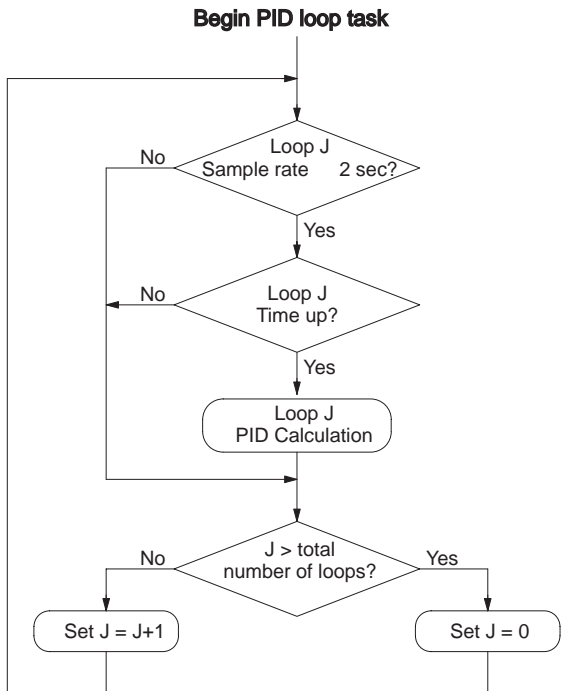 Begin PID loop task
Loop J
Sample rate 2 sec?
No
Yes
Loop J
Time up?
No
Yes
Loop J
PID Calculation
J > total
number of loops?
No
Yes
Set J = J+1
Set J = 0